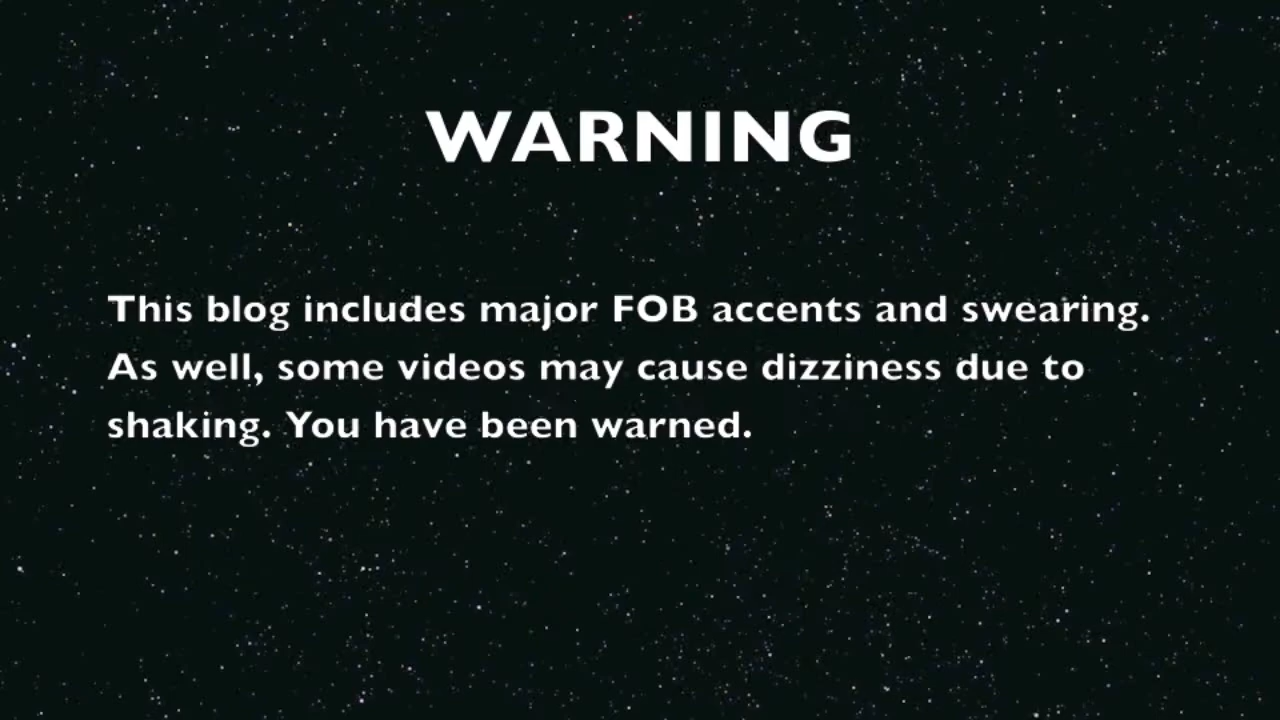 WARNING
This blog includes major FOB accents and swearing.
As well, some videos may cause dizziness due to
shaking. You have been warned.